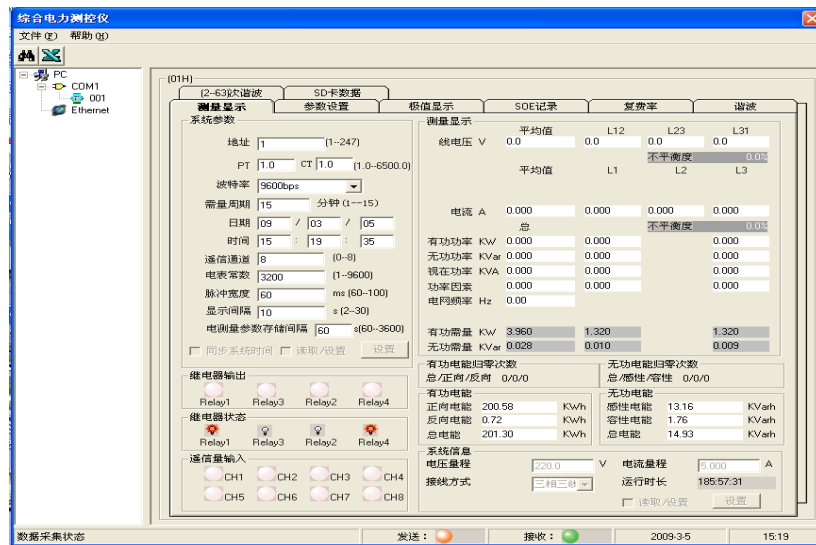 综合电力测控仪
文件(F) 帮助(H)
PC
COM1
001
Ethernet
(01H)
(2--63)次谐波 SD卡数据
测量显示 参数设置 极值显示 SOE记录 复费率 谐波
系统参数
地址 1 (1--247)
PT 1.0 CT 1.0 (1.0--6500.0)
波特率 9600bps
需量周期 15 分钟(1--15)
日期 09 / 03 / 05
时间 15 : 19 : 35
遥信通道 8 (0--8)
电表常数 3200 (1--9600)
脉冲宽度 60 ms(60--100)
显示间隔 10 s(2--30)
电测量参数存储间隔 60 s(60--3600)
同步系统时间 读取/设置 设置
继电器输出
Relay1 Relay3 Relay2 Relay4
继电器状态
Relay1 Relay3 Relay2 Relay4
遥信量输入
CH1 CH2 CH3 CH4
CH5 CH6 CH7 CH8
测量显示
平均值 L12 L23 L31
线电压 V 0.0 0.0 0.0 0.0
不平衡度 0.0%
平均值 L1 L2 L3
电流 A 0.000 0.000 0.000 0.000
总 不平衡度 0.0%
有功功率 KW 0.000 0.000 0.000
无功功率 KVar 0.000 0.000 0.000
视在功率 KVA 0.000 0.000 0.000
功率因素 0.000 0.000 0.000
电网频率 Hz 0.00
有功需量 KW 3.960 1.320 1.320
无功需量 KVar 0.028 0.010 0.009
有功电能归零次数 无功电能归零次数
总/正向/反向 0/0/0 总/感性/容性 0/0/0
有功电能 无功电能
正向电能 200.58 KWh 感性电能 13.16 KVarh
反向电能 0.72 KWh 容性电能 1.76 KVarh
总电能 201.30 KWh 总电能 14.93 KVarh
系统信息
电压量程 220.0 V 电流量程 5.000 A
接线方式 三相三线 运行时长 185:57:31
读取/设置 设置
数据采集状态 发送： 接收： 2009-3-5 15:19